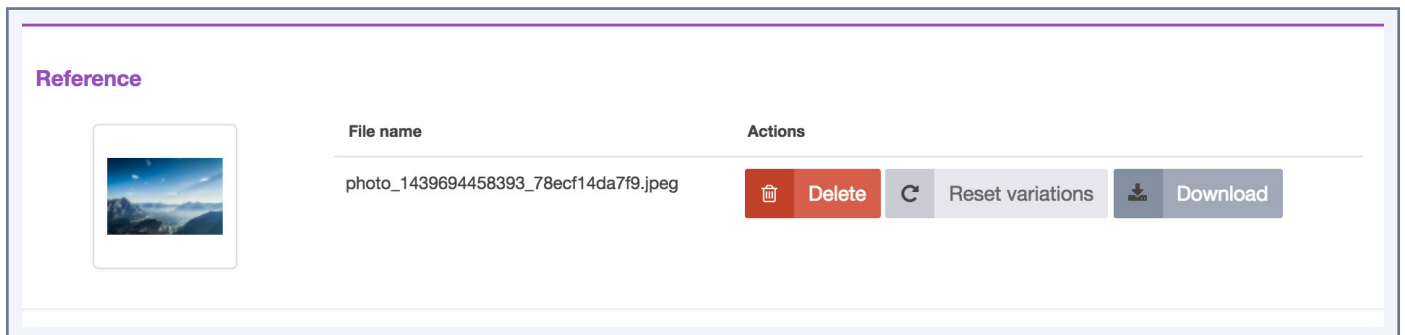 Reference
File name
Actions
photo_1439694458393_78ecf14da7f9.jpeg
Delete
Reset variations
Download